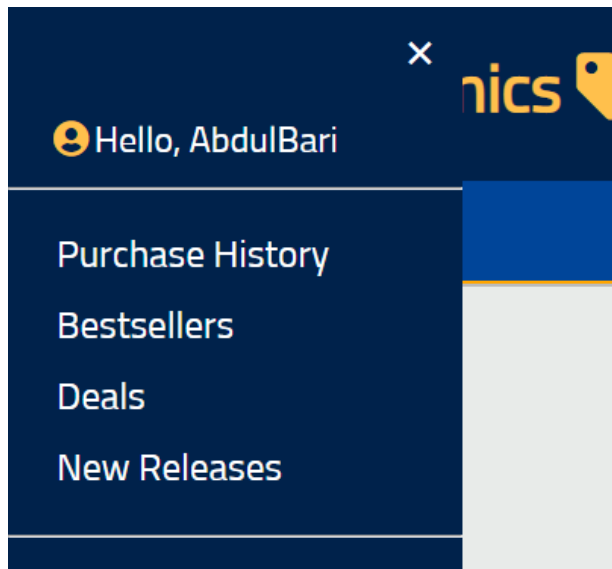 ×
nics
Hello, AbdulBari
Purchase History
Bestsellers
Deals
New Releases